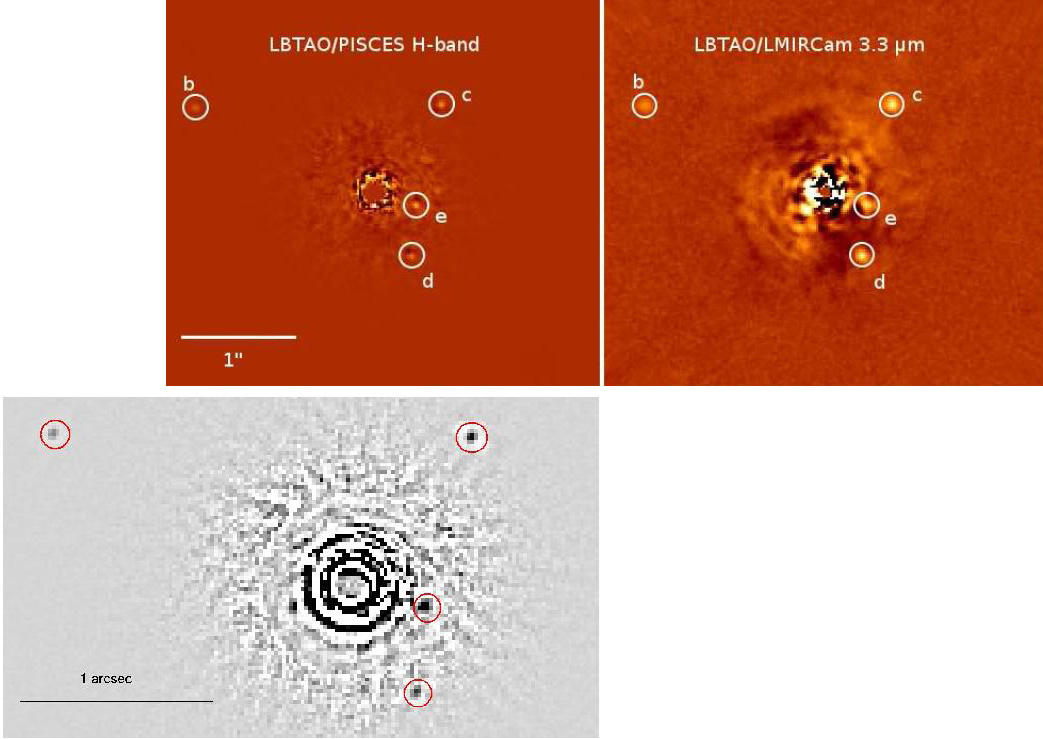 LBTAO/PISCES H-band
b
c
e
d
1"
LBTAO/LMIRCam 3.3 µm
b
c
e
d
1 arcsec